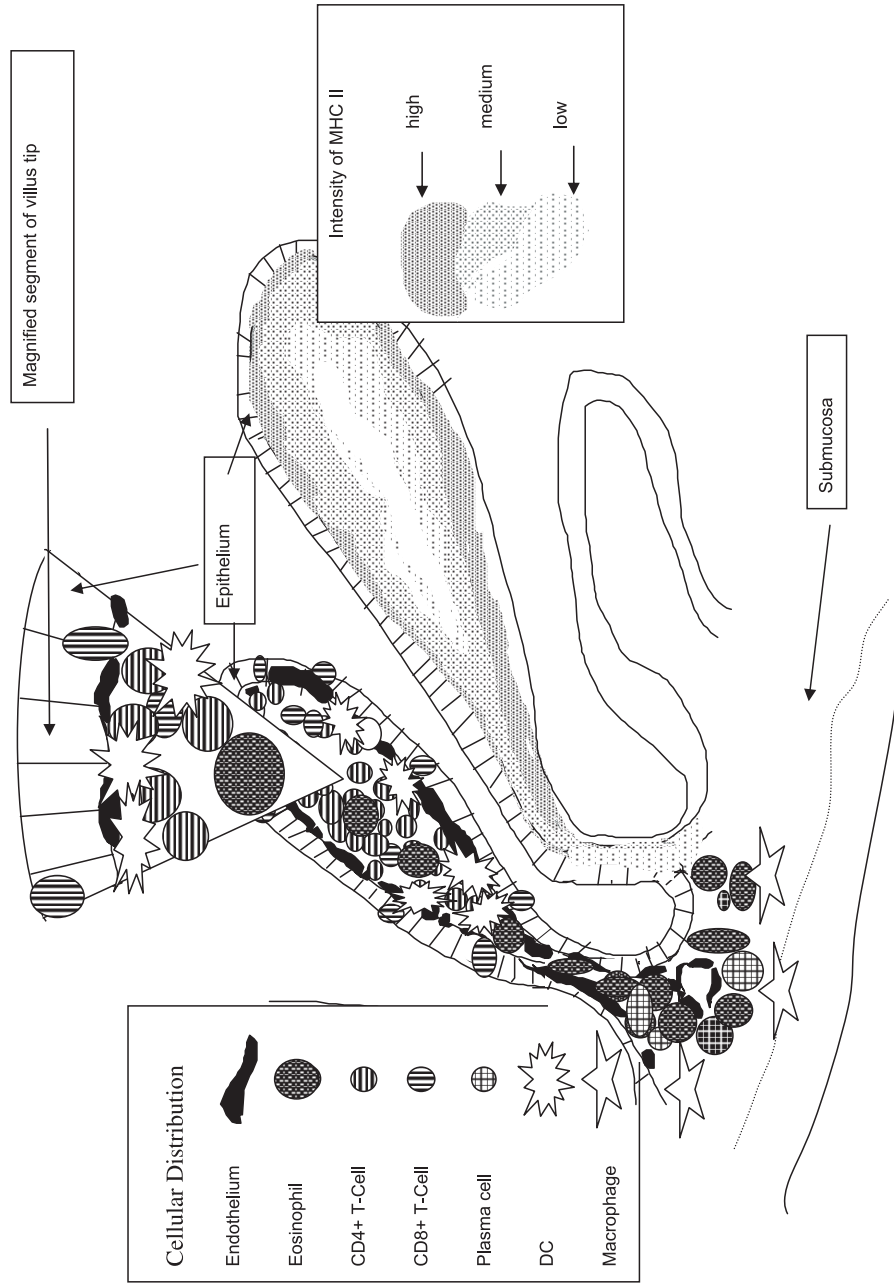 Magnified segment of villus tip
Epithelium
Intensity of MHC II
high
medium
low
Submucosa
Cellular Distribution
Endothelium
Eosinophil
CD4+ T-Cell
CD8+ T-Cell
Plasma cell
DC
Macrophage